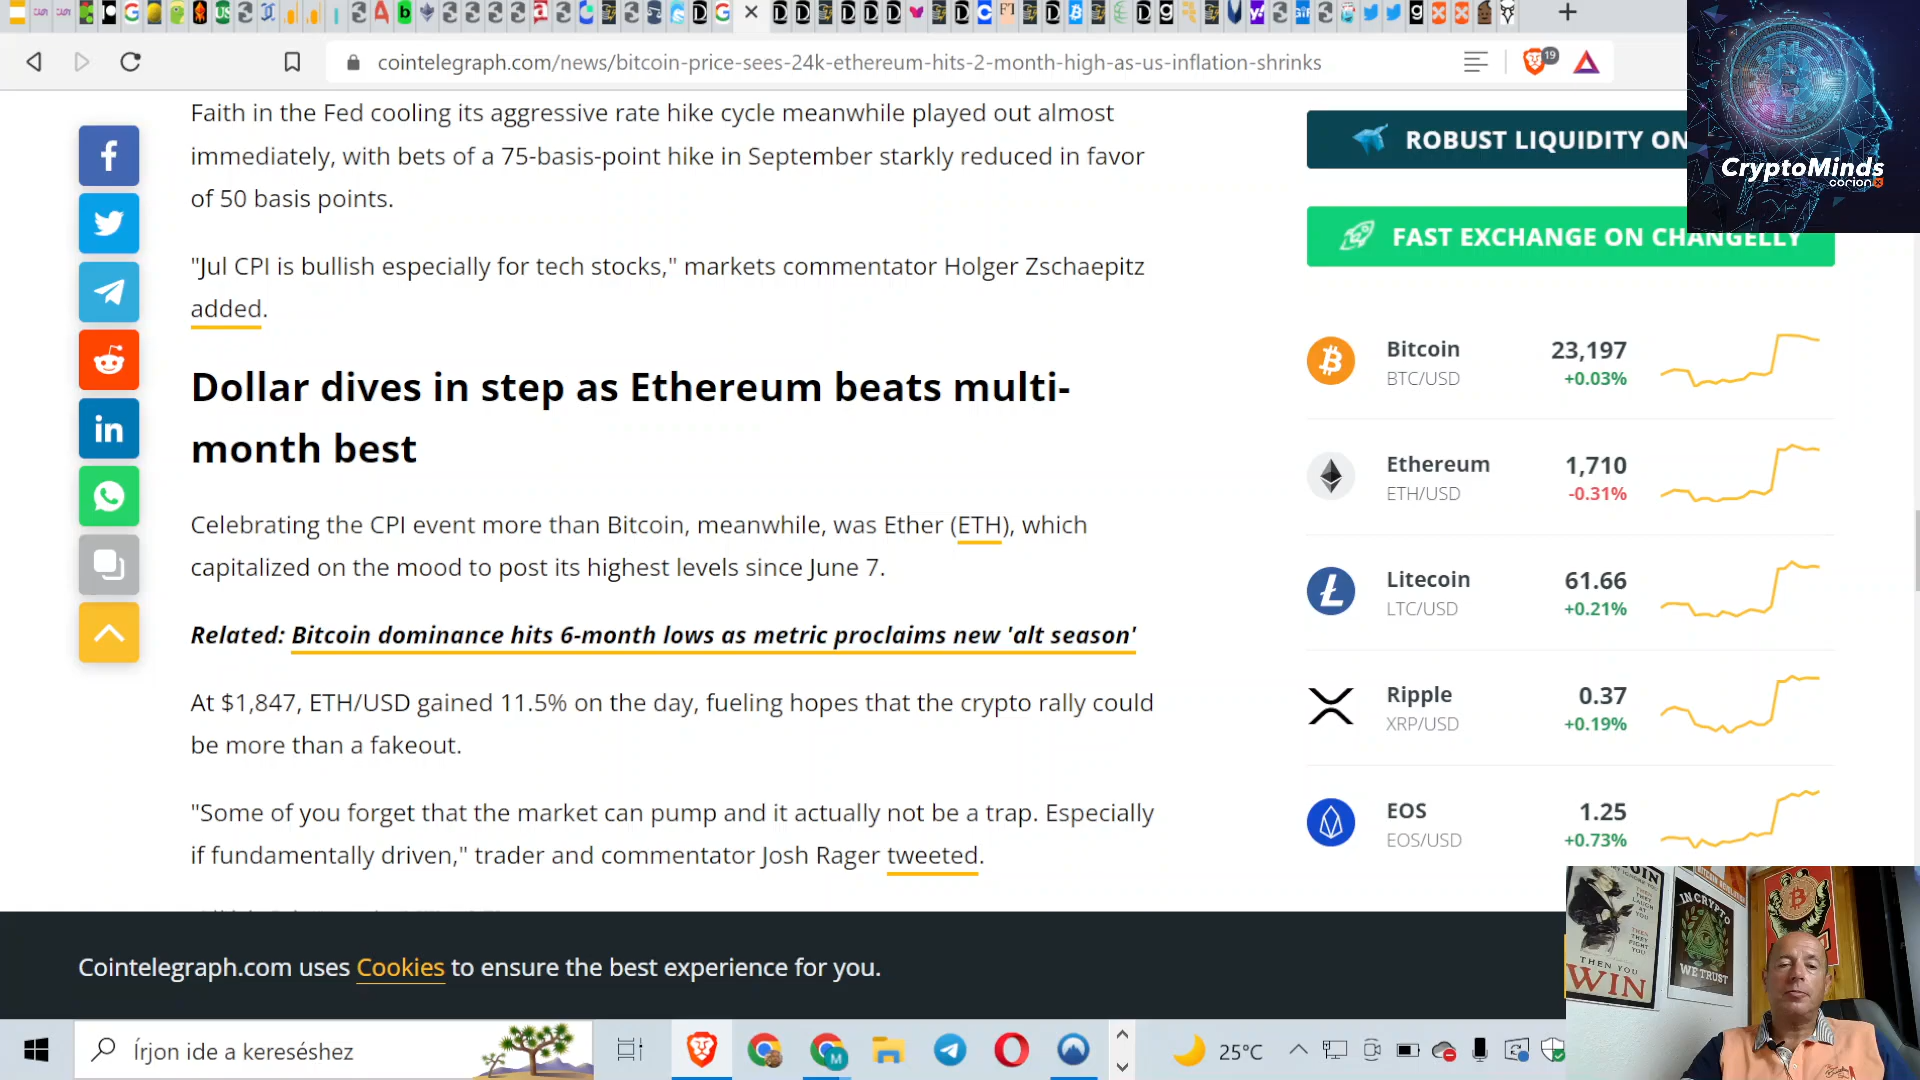 cointelegraph.com/news/bitcoin-price-sees-24k-ethereum-hits-2-month-high-as-us-inflation-shrinks
19
Faith in the Fed cooling its aggressive rate hike cycle meanwhile played out almost
immediately, with bets of a 75-basis-point hike in September starkly reduced in favor
of 50 basis points.
"Jul CPI is bullish especially for tech stocks," markets commentator Holger Zschaepitz
added.
Dollar dives in step as Ethereum beats multi-
month best
Celebrating the CPI event more than Bitcoin, meanwhile, was Ether (ETH), which
capitalized on the mood to post its highest levels since June 7.
Related: Bitcoin dominance hits 6-month lows as metric proclaims new 'alt season'
At $1,847, ETH/USD gained 11.5% on the day, fueling hopes that the crypto rally could
be more than a fakeout.
"Some of you forget that the market can pump and it actually not be a trap. Especially
if fundamentally driven," trader and commentator Josh Rager tweeted.
ROBUST LIQUIDITY ON
FAST EXCHANGE ON CHANGELLY
Bitcoin 23,197
BTC/USD +0.03%
Ethereum 1,710
ETH/USD -0.31%
Litecoin 61.66
LTC/USD +0.21%
Ripple 0.37
XRP/USD +0.19%
EOS 1.25
EOS/USD +0.73%
CryptoMinds
corionx
Cointelegraph.com uses Cookies to ensure the best experience for you.
THEN YOU
WIN
IN CRYPTO
WE TRUST
Írjon ide a kereséshez
25°C